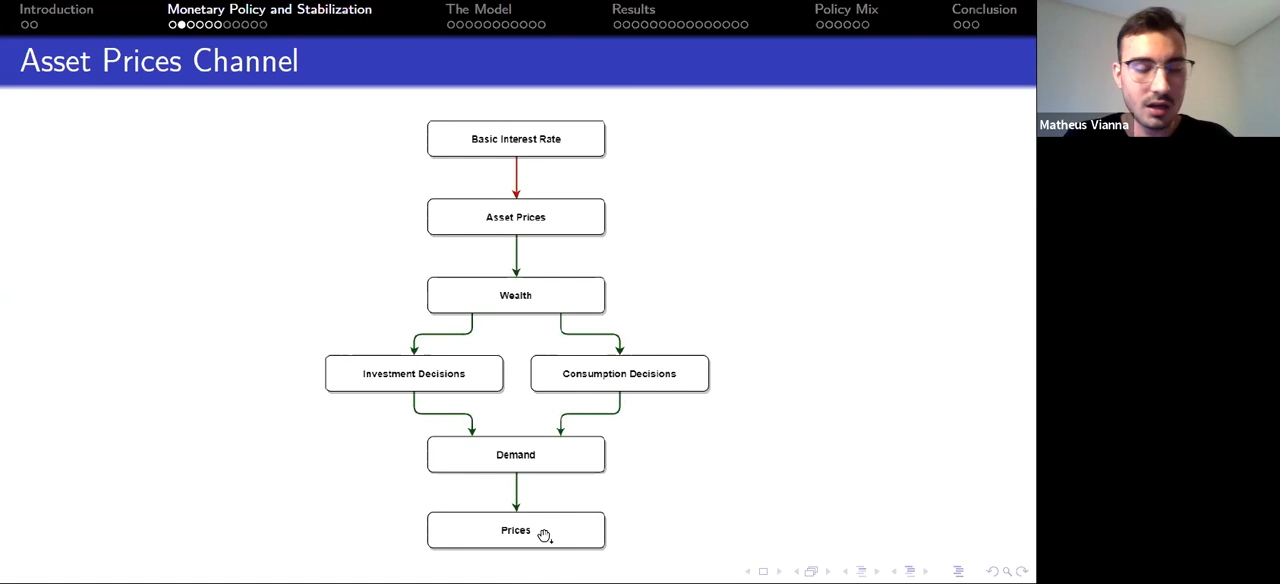 Introduction
Monetary Policy and Stabilization
The Model
Results
Policy Mix
Conclusion
Asset Prices Channel
Matheus Vianna
Basic Interest Rate
Asset Prices
Wealth
Investment Decisions
Consumption Decisions
Demand
Prices